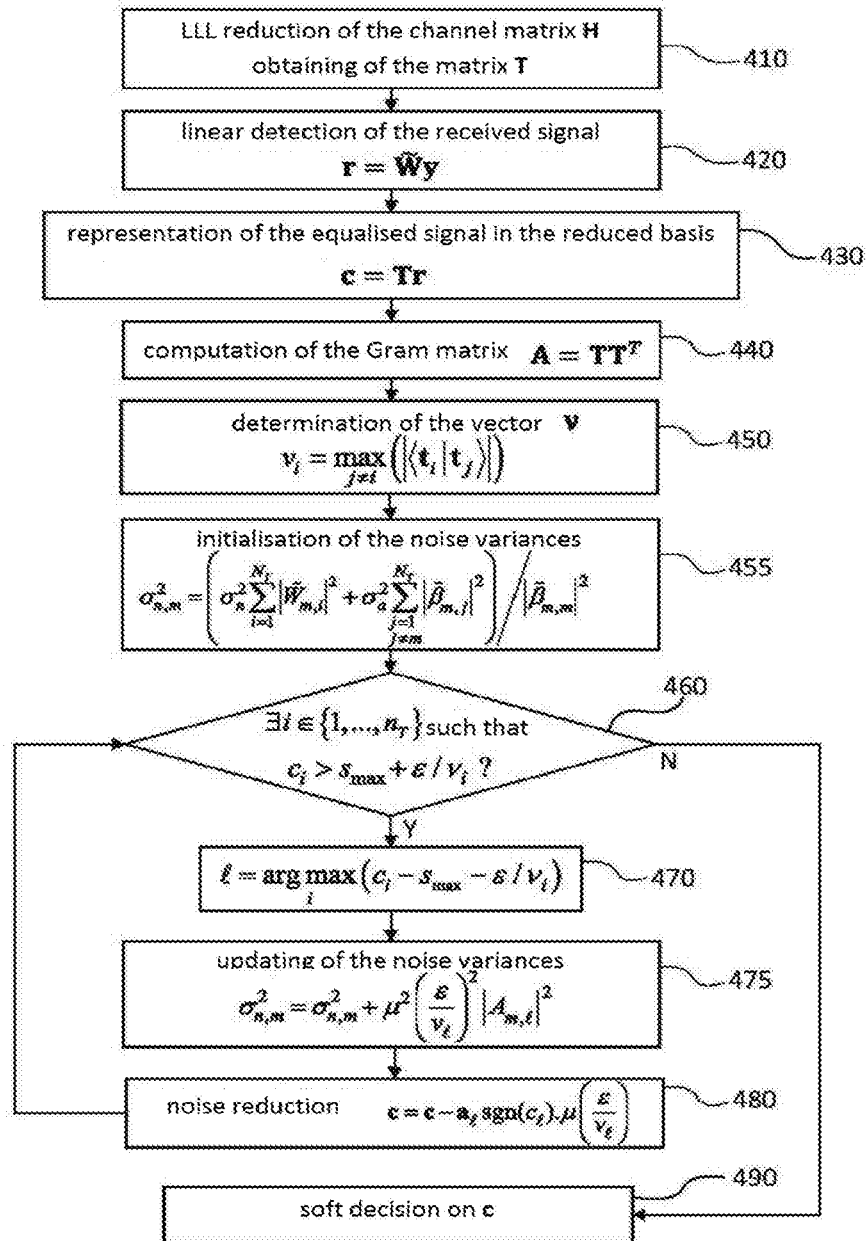 LLL reduction of the channel matrix H
obtaining of the matrix T
410
linear detection of the received signal
r = W̃y
420
representation of the equalised signal in the reduced basis
c = Tr
430
computation of the Gram matrix A = TT^T
440
determination of the vector v
v_i = max_{j≠i} (|⟨t_i | t_j⟩|)
450
initialisation of the noise variances
σ²_{n,m} = (σ²_n ∑_{i=1}^{N_r} |W̃_{m,i}|² + σ²_a ∑_{j=1, j≠m}^{N_t} |β̃_{m,j}|²) / |β̃_{m,m}|²
455
∃i ∈ {1,...,n_T} such that
c_i > s_max + ε / v_i ?
460
N
Y
ℓ = arg max_i (c_i − s_max − ε / v_i)
470
updating of the noise variances
σ²_{n,m} = σ²_{n,m} + μ² (ε / v_ℓ)² |A_{m,ℓ}|²
475
noise reduction c = c − a_ℓ sgn(c_ℓ).μ (ε / v_ℓ)
480
soft decision on c
490